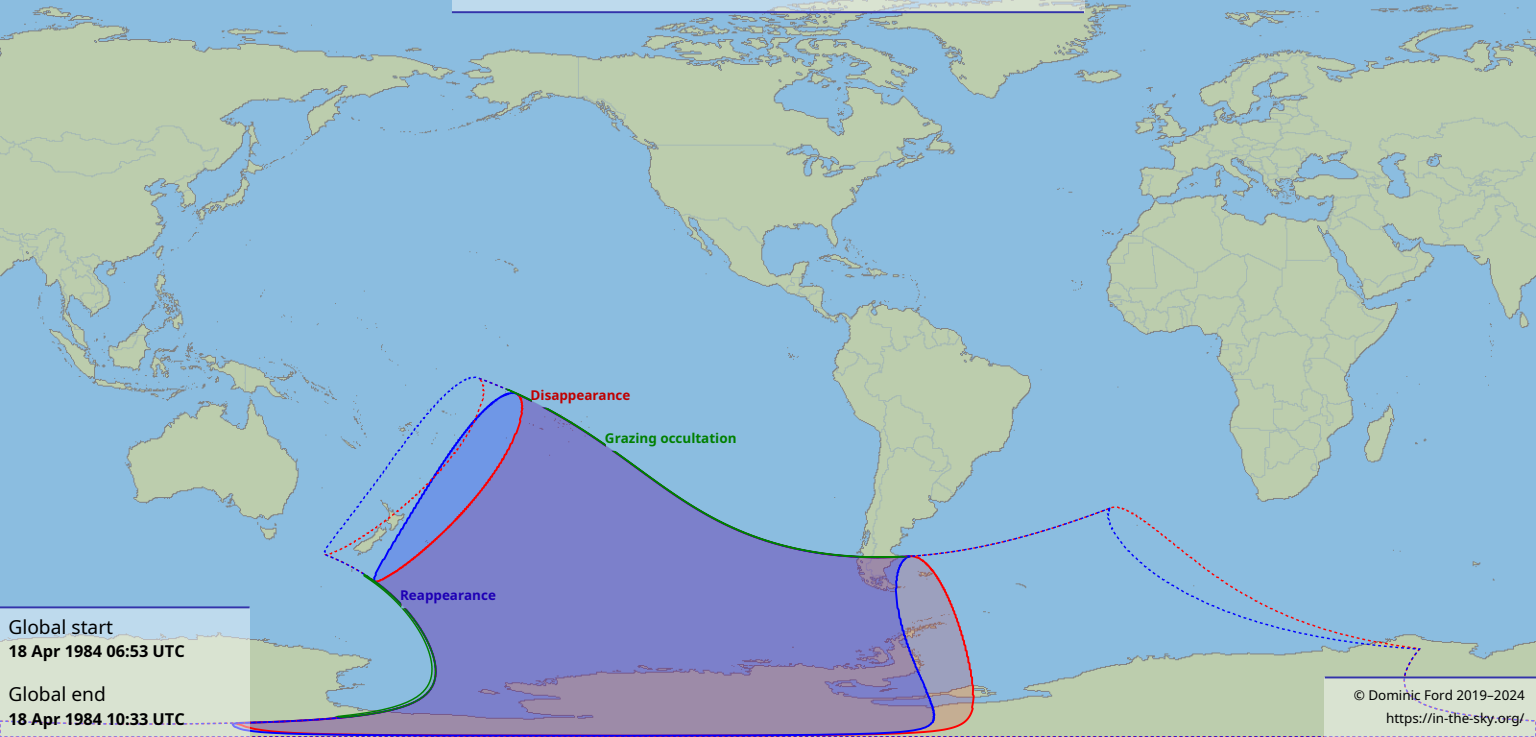 Disappearance
Grazing occultation
Reappearance
Global start
18 Apr 1984 06:53 UTC
Global end
18 Apr 1984 10:33 UTC
© Dominic Ford 2019–2024
https://in-the-sky.org/